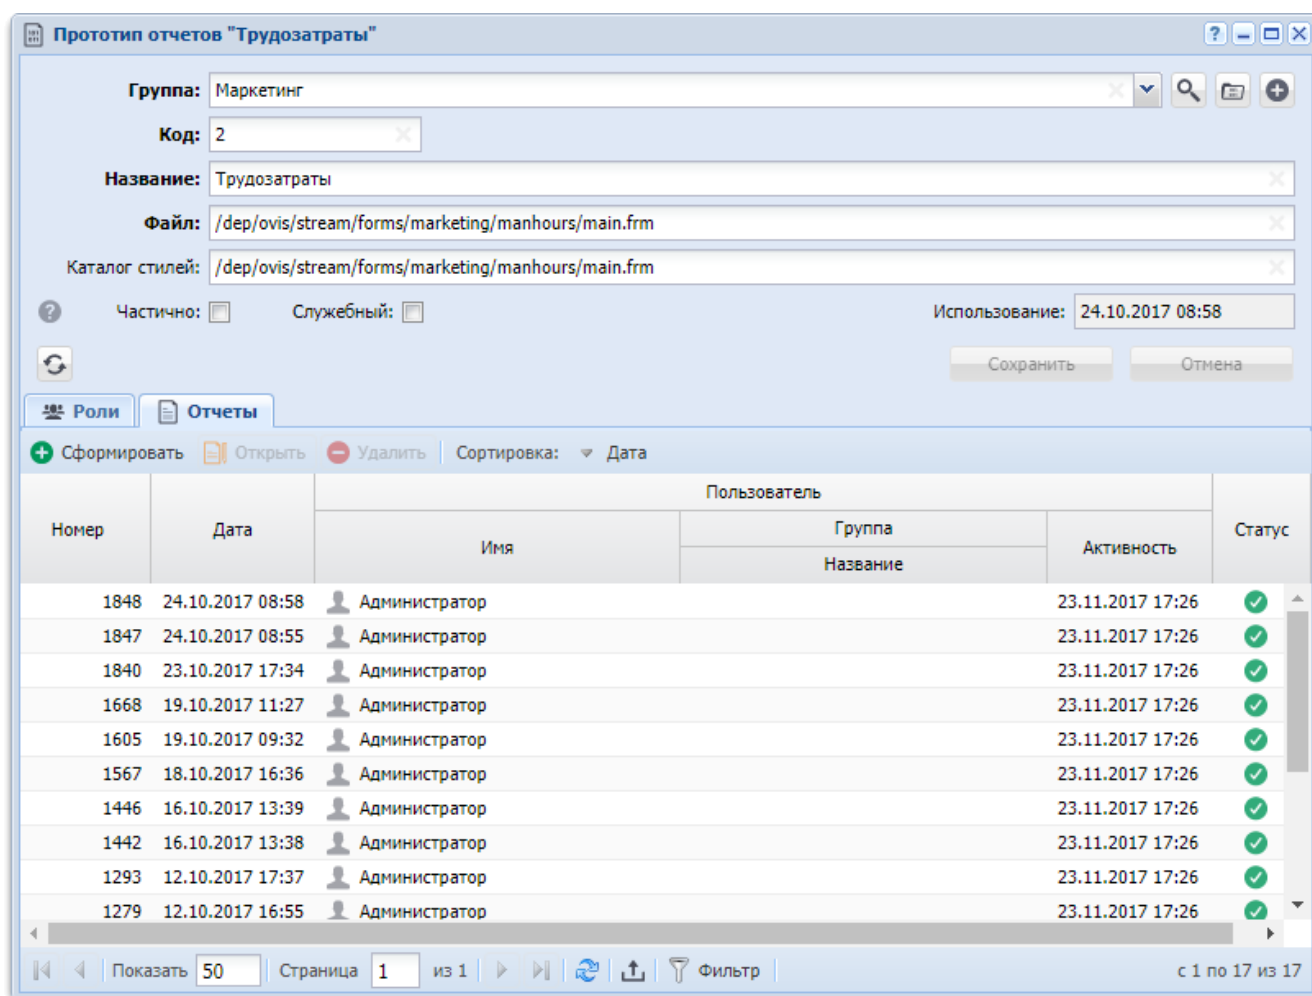 Прототип отчетов "Трудозатраты"
Группа: Маркетинг
Код: 2
Название: Трудозатраты
Файл: /dep/ovis/stream/forms/marketing/manhours/main.frm
Каталог стилей: /dep/ovis/stream/forms/marketing/manhours/main.frm
Частично: Служебный: Использование: 24.10.2017 08:58
Сохранить Отмена
Роли Отчеты
Сформировать Открыть Удалить Сортировка: Дата
Пользователь
Номер Дата Имя Группа Активность Статус
Название
1848 24.10.2017 08:58 Администратор 23.11.2017 17:26
1847 24.10.2017 08:55 Администратор 23.11.2017 17:26
1840 23.10.2017 17:34 Администратор 23.11.2017 17:26
1668 19.10.2017 11:27 Администратор 23.11.2017 17:26
1605 19.10.2017 09:32 Администратор 23.11.2017 17:26
1567 18.10.2017 16:36 Администратор 23.11.2017 17:26
1446 16.10.2017 13:39 Администратор 23.11.2017 17:26
1442 16.10.2017 13:38 Администратор 23.11.2017 17:26
1293 12.10.2017 17:37 Администратор 23.11.2017 17:26
1279 12.10.2017 16:55 Администратор 23.11.2017 17:26
Показать 50 Страница 1 из 1 Фильтр с 1 по 17 из 17